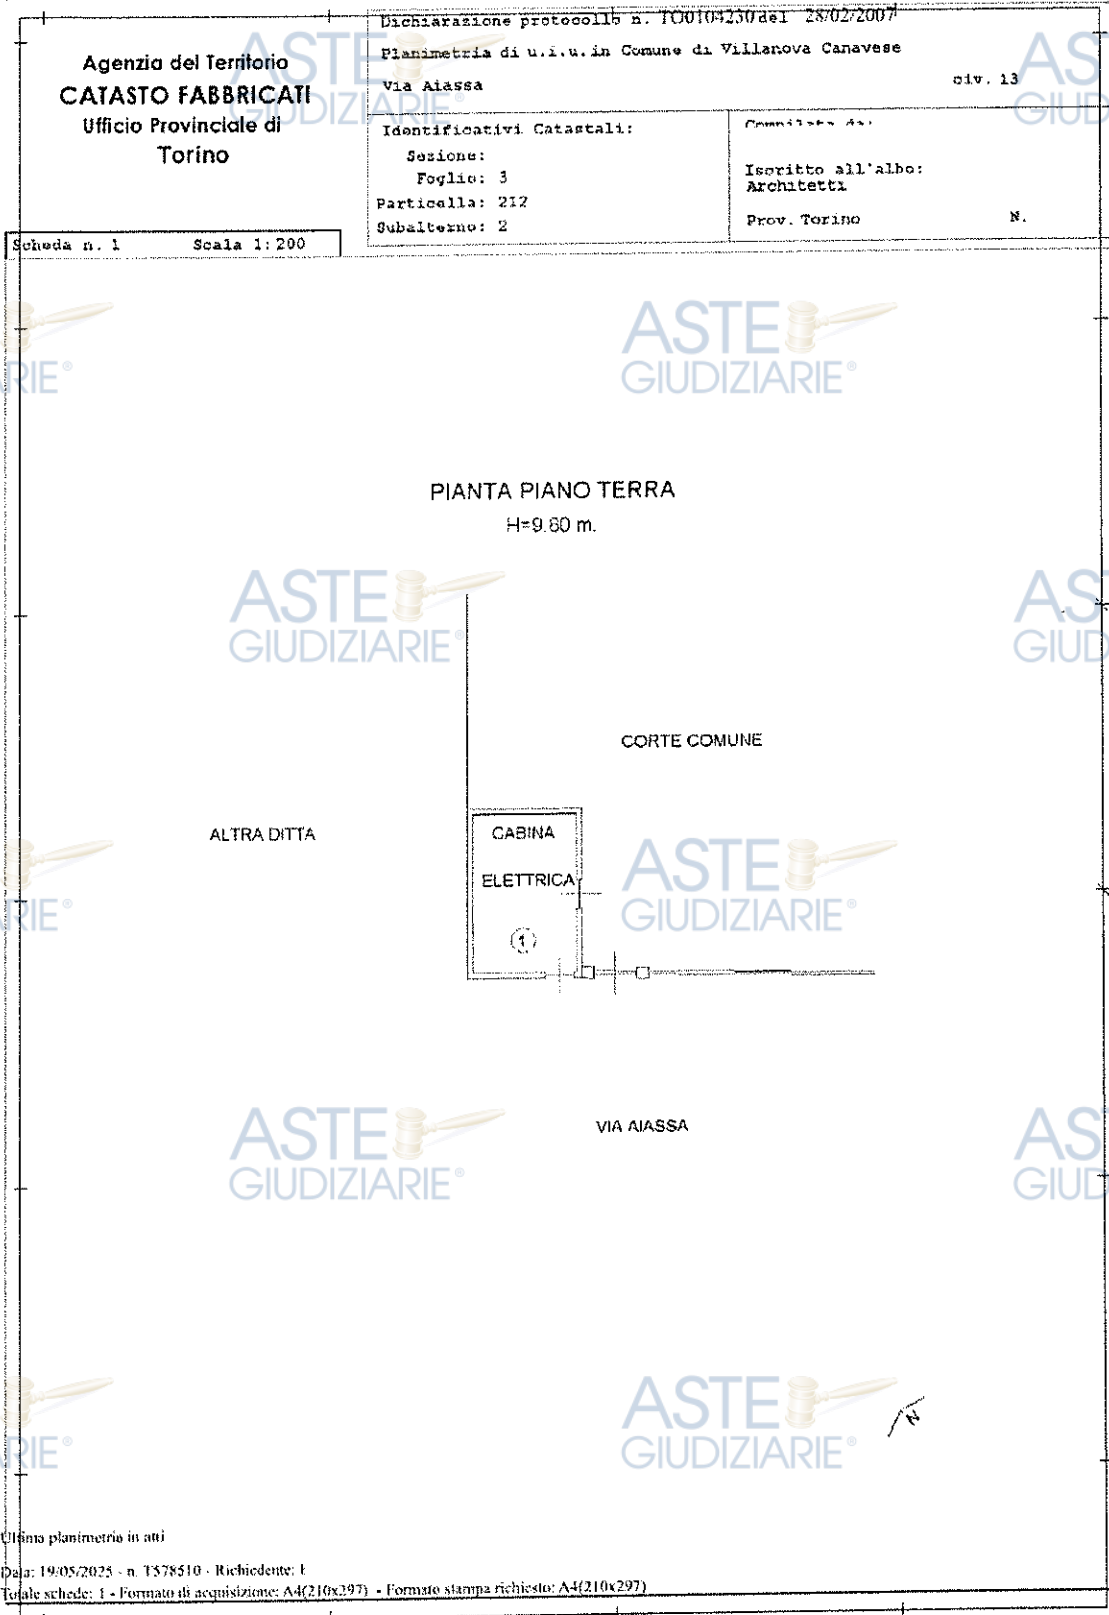 Dichiarazione protocollo n. TO0104230 del 28/02/2007
Planimetria di u.i.u. in Comune di Villanova Canavese
Via Aiassa civ. 13
Agenzia del Territorio
CATASTO FABBRICATI
Ufficio Provinciale di
Torino
Identificativi Catastali:
Sezione:
Foglio: 3
Particella: 212
Subalterno: 2
Compilata da:
Iscritto all'albo:
Architetti
Prov. Torino N.
Scheda n. 1 Scala 1:200
PIANTA PIANO TERRA
H=9.60 m.
CORTE COMUNE
ALTRA DITTA
CABINA
ELETTRICA
1
VIA AIASSA
N
Ultima planimetria in atti
Data: 19/05/2025 - n. T578510 - Richiedente:
Totale schede: 1 - Formato di acquisizione: A4(210x297) - Formato stampa richiesto: A4(210x297)
ASTE
GIUDIZIARIE®